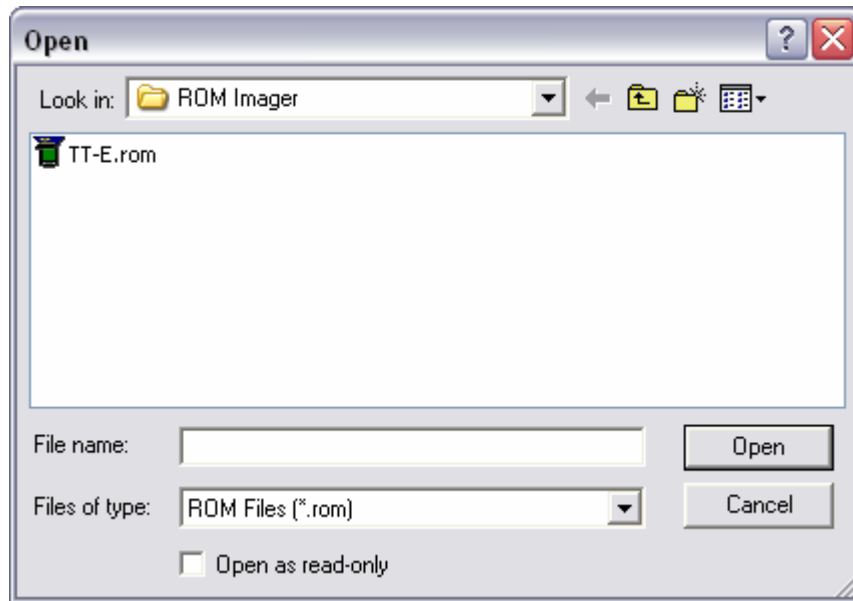 Open
Look in: ROM Imager
TT-E.rom
File name: Open
Files of type: ROM Files (*.rom) Cancel
Open as read-only